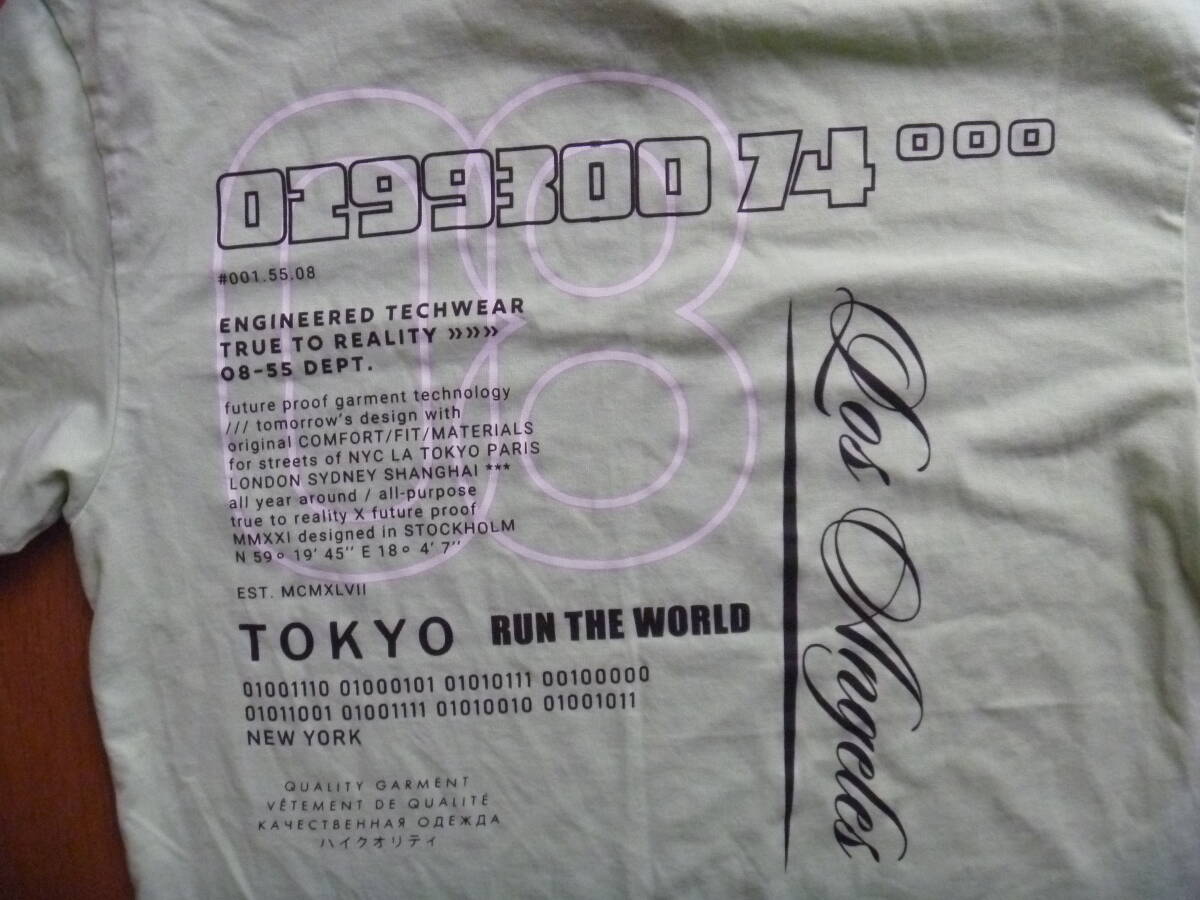 08
0299300 74 000
#001.55.08
ENGINEERED TECHWEAR
TRUE TO REALITY »»»
08-55 DEPT.
future proof garment technology
/// tomorrow's design with
original COMFORT/FIT/MATERIALS
for streets of NYC LA TOKYO PARIS
LONDON SYDNEY SHANGHAI ***
all year around / all-purpose
true to reality X future proof
MMXXI designed in STOCKHOLM
N 59° 19' 45'' E 18° 4' 7''
EST. MCMXLVII
TOKYO RUN THE WORLD
01001110 01000101 01010111 00100000
01011001 01001111 01010010 01001011
NEW YORK
QUALITY GARMENT
VÊTEMENT DE QUALITÉ
КАЧЕСТВЕННАЯ ОДЕЖДА
ハイクオリティ
Los Angeles